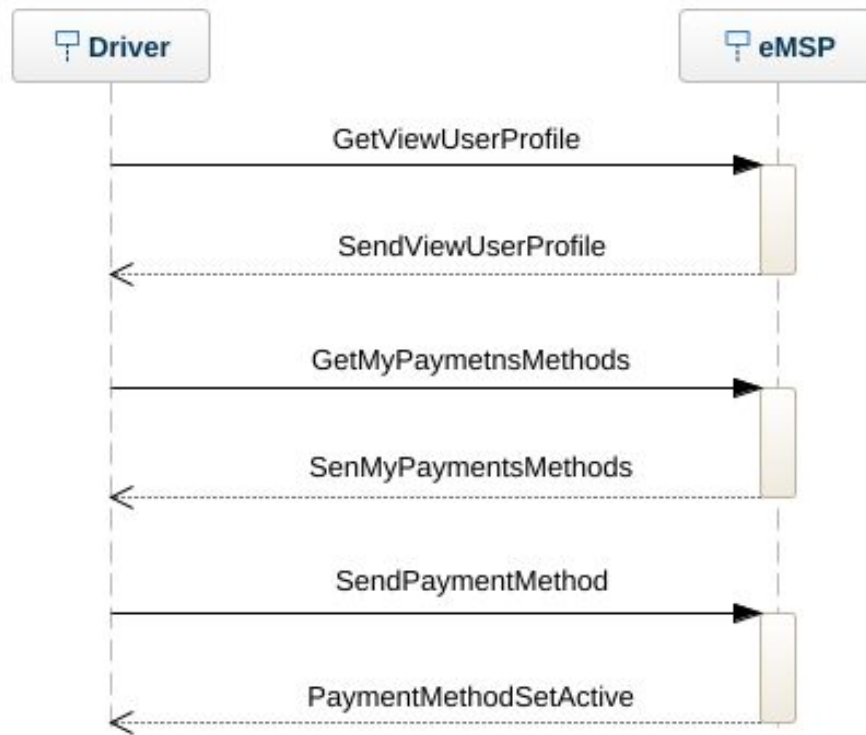 Driver
eMSP
GetViewUserProfile
SendViewUserProfile
GetMyPaymetnsMethods
SenMyPaymentsMethods
SendPaymentMethod
PaymentMethodSetActive